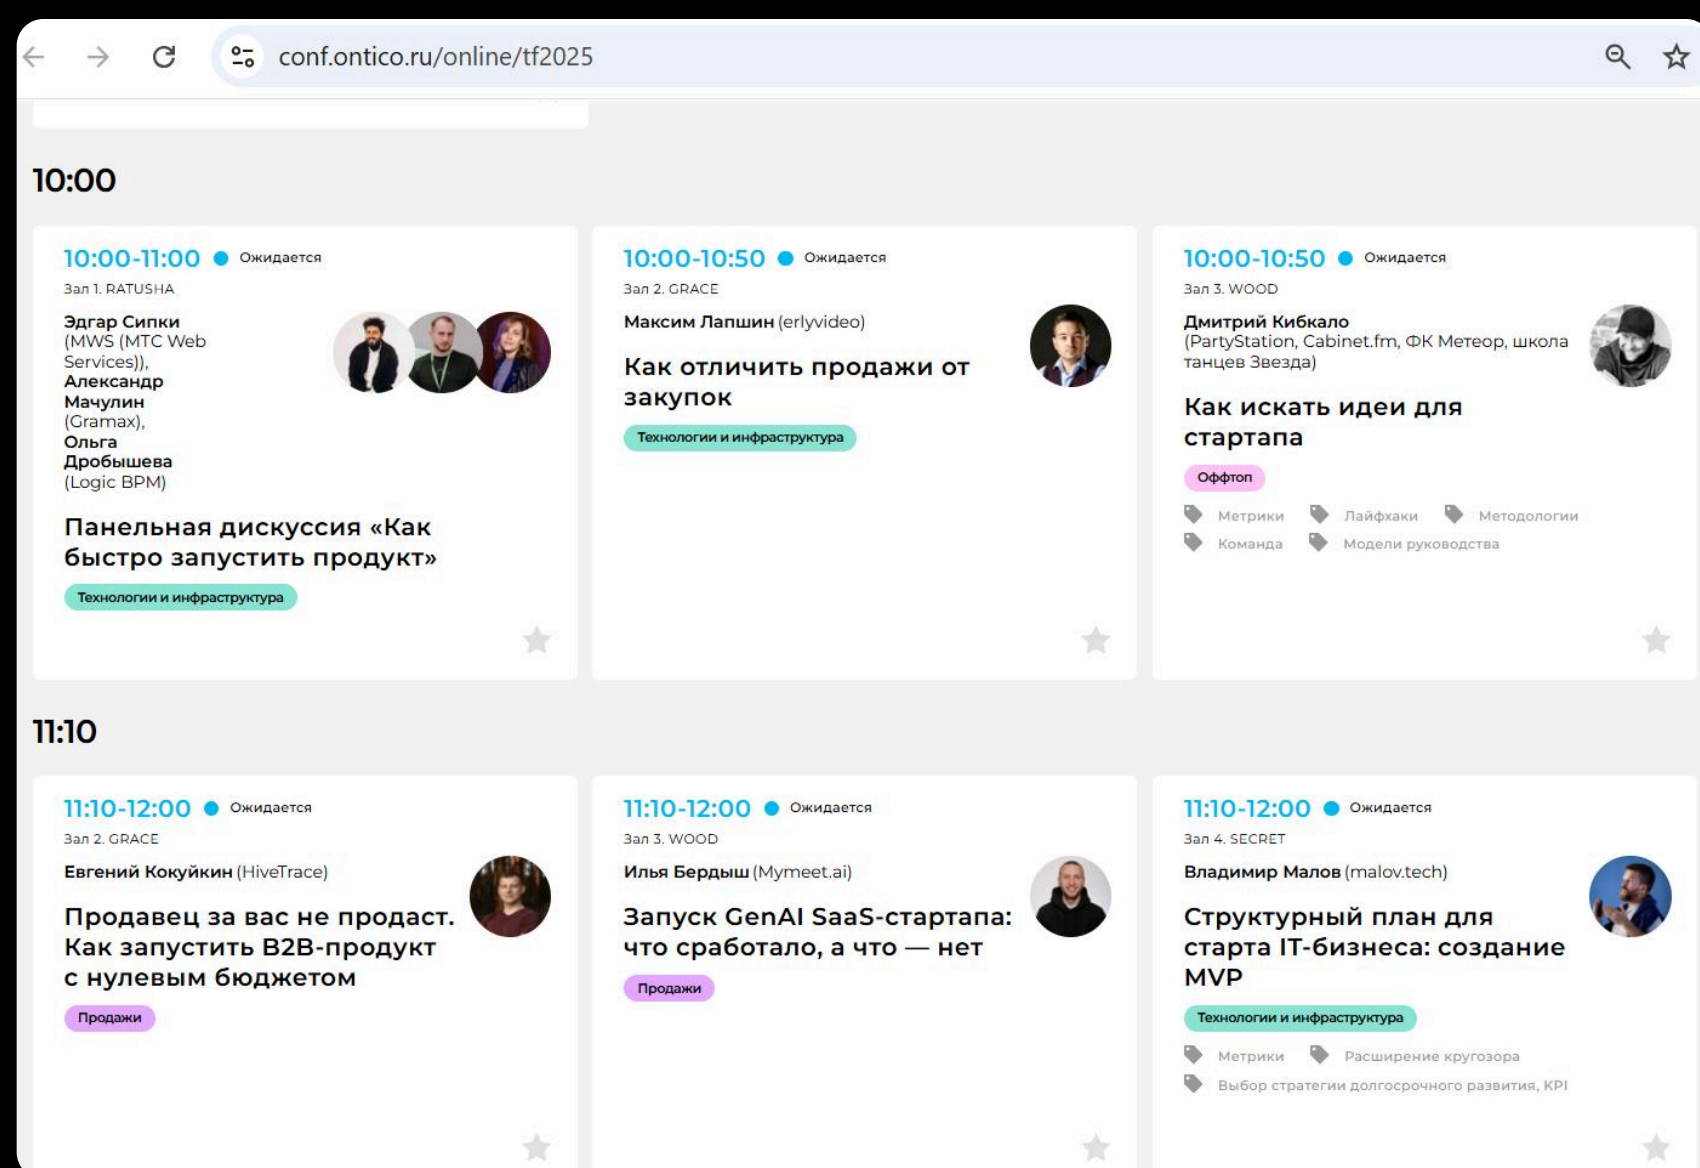 conf.ontico.ru/online/tf2025
10:00
10:00-11:00 Ожидается
Зал 1. RATUSHA
Эдгар Сипки
(MWS (МТС Web
Services)),
Александр
Мачулин
(Gramax),
Ольга
Дробышева
(Logic BPM)
Панельная дискуссия «Как
быстро запустить продукт»
Технологии и инфраструктура
10:00-10:50 Ожидается
Зал 2. GRACE
Максим Лапшин (erlyvideo)
Как отличить продажи от
закупок
Технологии и инфраструктура
10:00-10:50 Ожидается
Зал 3. WOOD
Дмитрий Кибкало
(PartyStation, Cabinet.fm, ФК Метеор, школа
танцев Звезда)
Как искать идеи для
стартапа
Оффтоп
Метрики Лайфхаки Методологии
Команда Модели руководства
11:10
11:10-12:00 Ожидается
Зал 2. GRACE
Евгений Кокуйкин (HiveTrace)
Продавец за вас не продаст.
Как запустить B2B-продукт
с нулевым бюджетом
Продажи
11:10-12:00 Ожидается
Зал 3. WOOD
Илья Бердыш (Mymeet.ai)
Запуск GenAI SaaS-стартапа:
что сработало, а что — нет
Продажи
11:10-12:00 Ожидается
Зал 4. SECRET
Владимир Малов (malov.tech)
Структурный план для
старта IT-бизнеса: создание
MVP
Технологии и инфраструктура
Метрики Расширение кругозора
Выбор стратегии долгосрочного развития, KPI